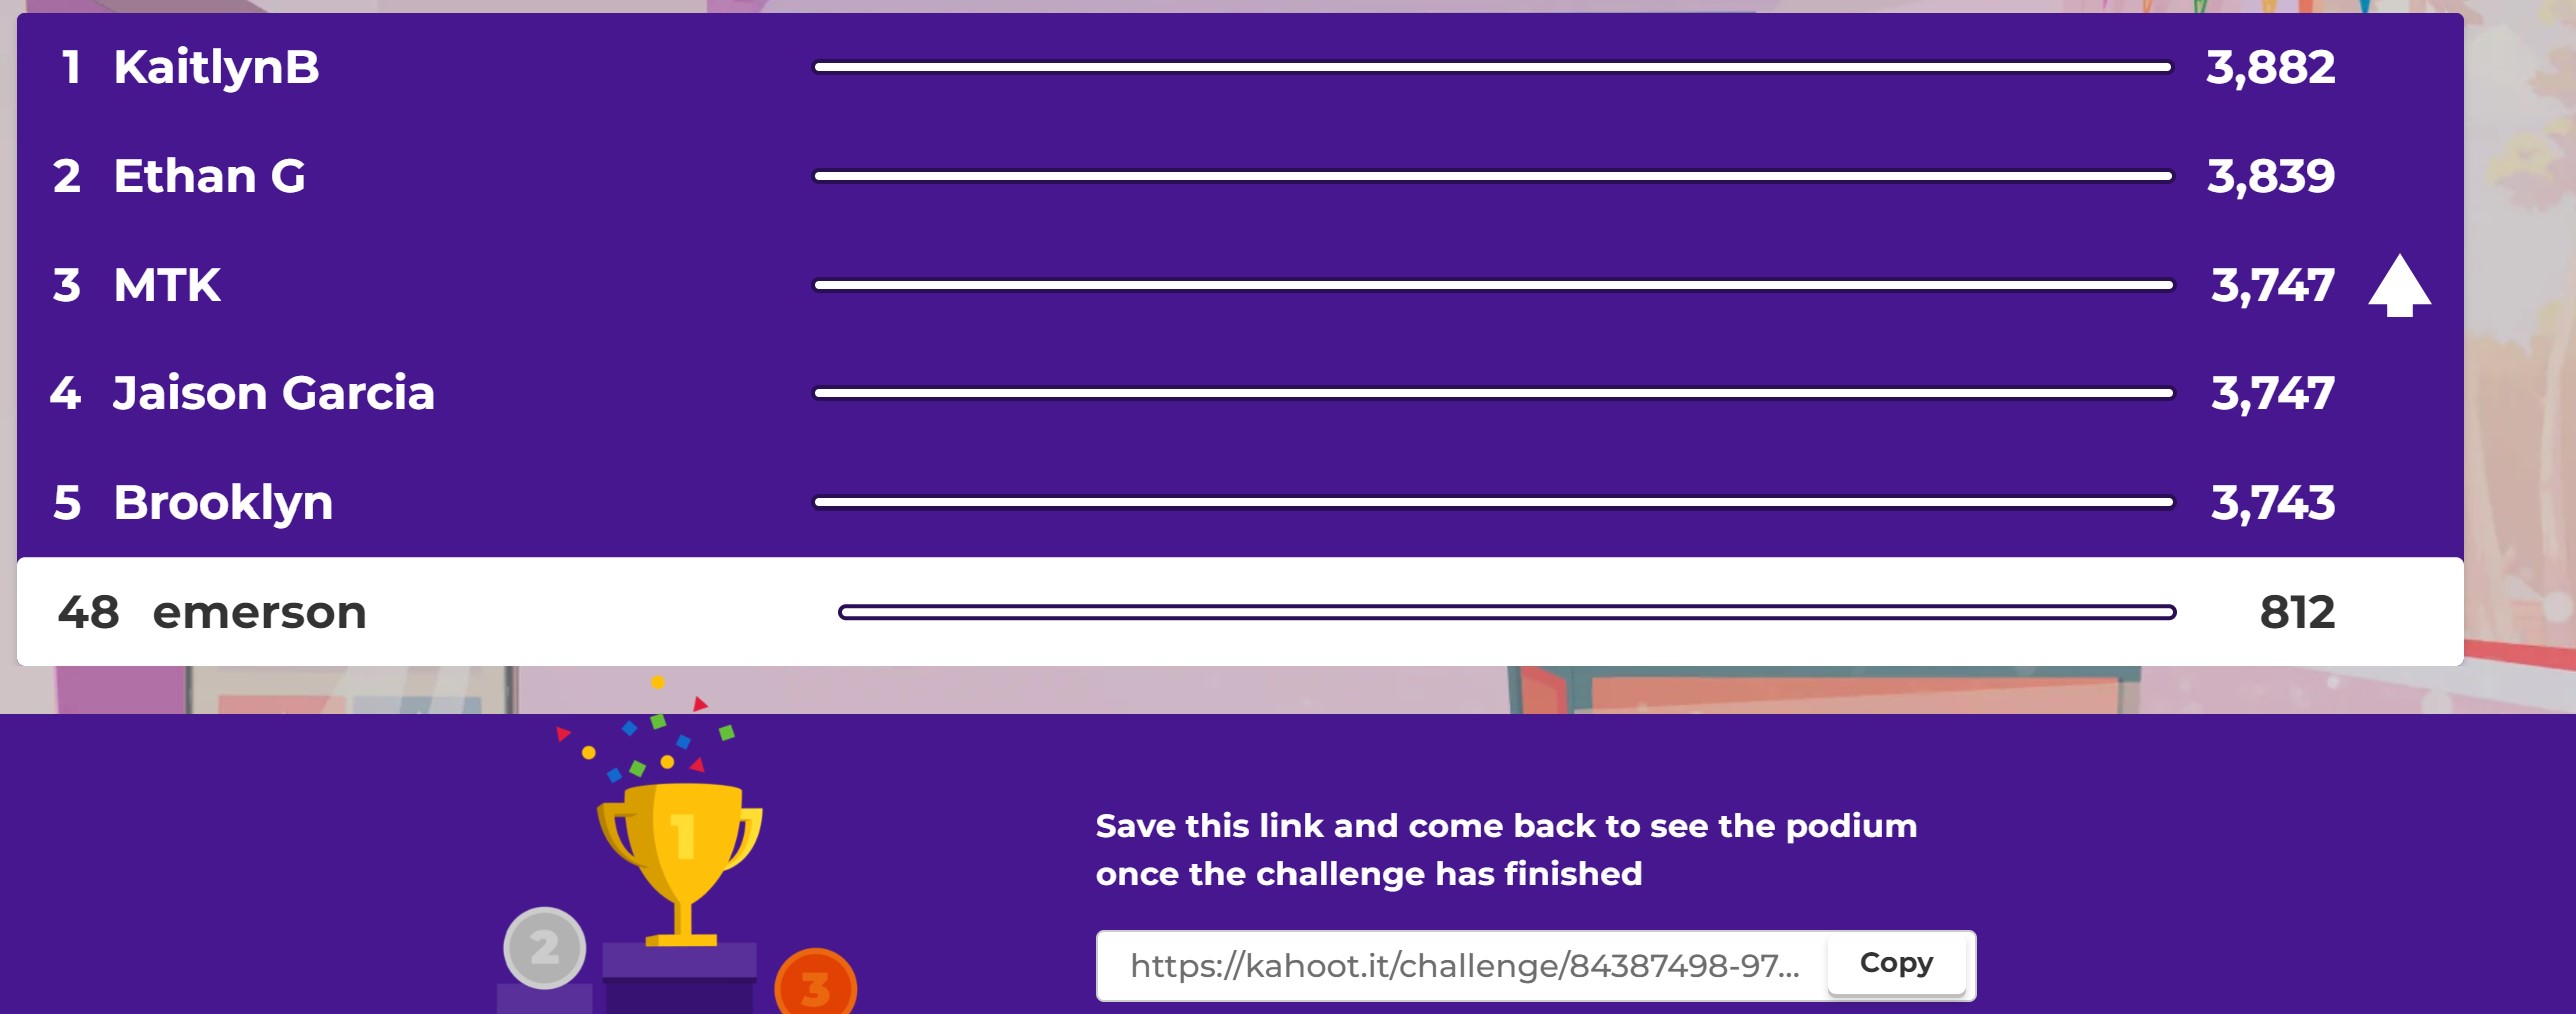 1 KaitlynB 3,882
2 Ethan G 3,839
3 MTK 3,747
4 Jaison Garcia 3,747
5 Brooklyn 3,743
48 emerson 812
1
2
3
Save this link and come back to see the podium
once the challenge has finished
https://kahoot.it/challenge/84387498-97... Copy